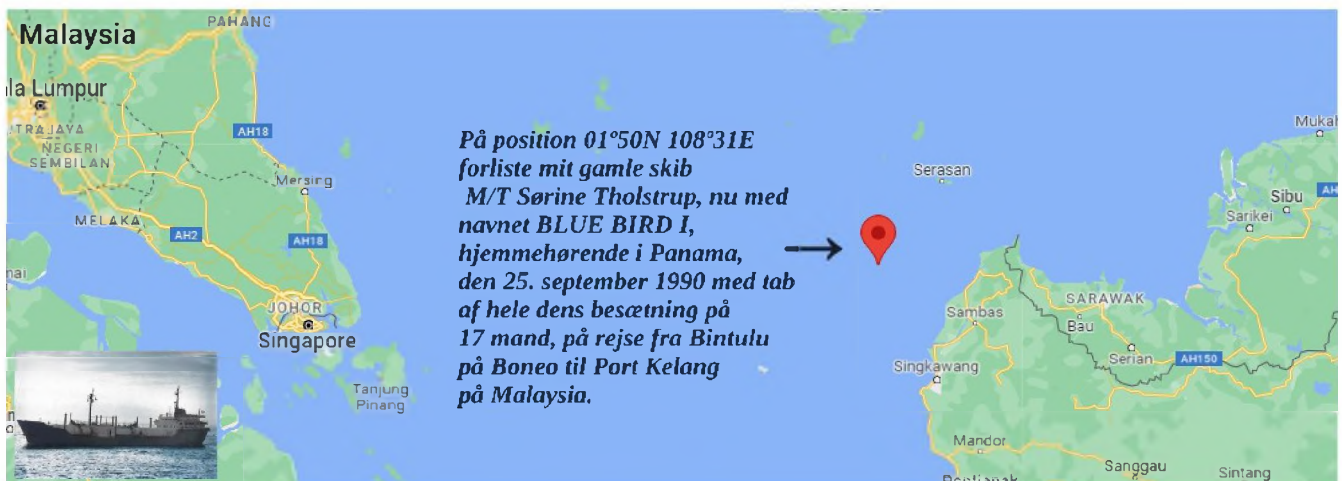 Malaysia
PAHANG
la Lumpur
TRAJAYA
NEGERI
SEMBILAN
AH18
Mersing
MELAKA
AH2
AH18
JOHOR
Singapore
Tanjung
Pinang
På position 01°50N 108°31E
forliste mit gamle skib
M/T Sørine Tholstrup, nu med
navnet BLUE BIRD I,
hjemmehørende i Panama,
den 25. september 1990 med tab
af hele dens besætning på
17 mand, på rejse fra Bintulu
på Boneo til Port Kelang
på Malaysia.
Serasan
Mukah
Sibu
AH
Sarikei
SARAWAK
Sambas
Bau
Serian
AH150
Singkawang
Mandor
Sanggau
Sintang